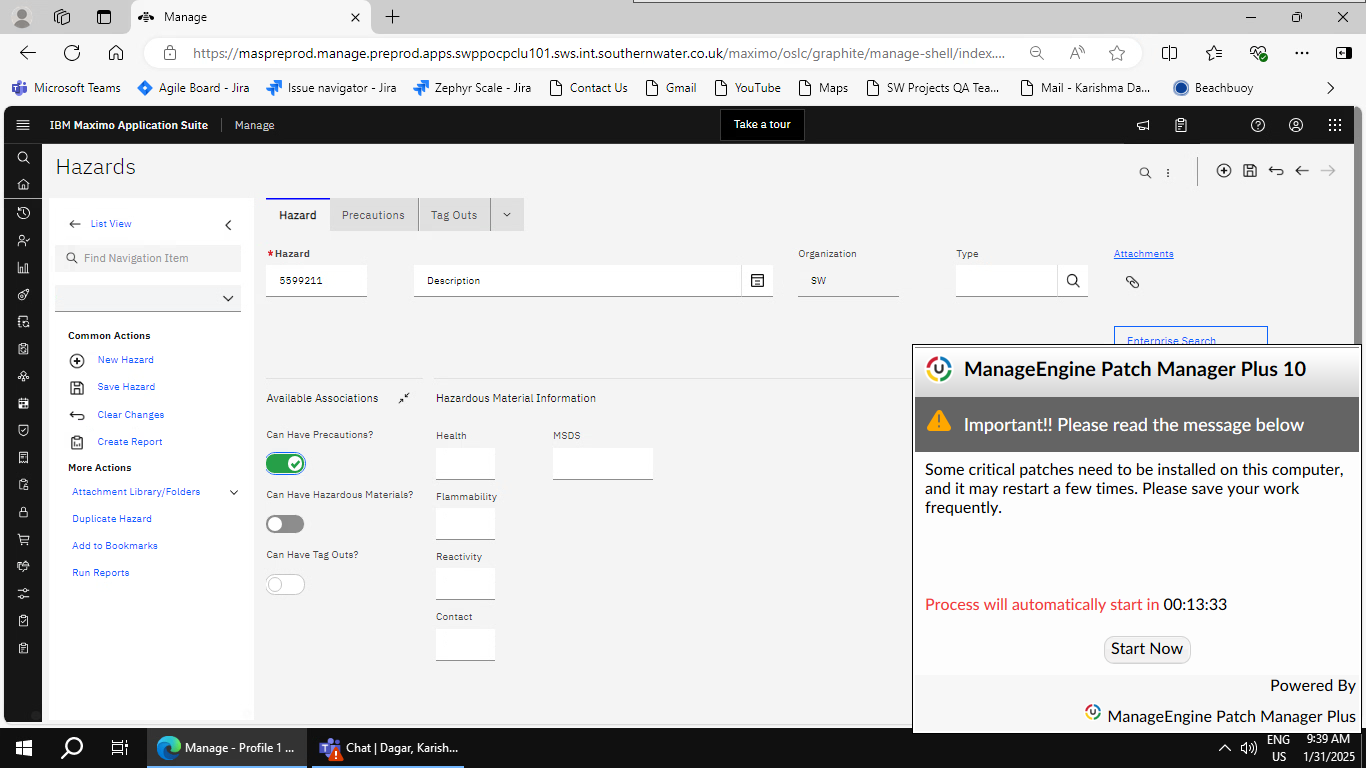 Manage
https://maspreprod.manage.preprod.apps.swppocpclu101.sws.int.southernwater.co.uk/maximo/oslc/graphite/manage-shell/index....
Microsoft Teams
Agile Board - Jira
Issue navigator - Jira
Zephyr Scale - Jira
Contact Us
Gmail
YouTube
Maps
SW Projects QA Tea...
Mail - Karishma Da...
Beachbuoy
IBM Maximo Application Suite
Manage
Take a tour
Hazards
List View
Find Navigation Item
Common Actions
New Hazard
Save Hazard
Clear Changes
Create Report
More Actions
Attachment Library/Folders
Duplicate Hazard
Add to Bookmarks
Run Reports
Hazard
Precautions
Tag Outs
*Hazard
5599211
Description
Organization
SW
Type
Attachments
Enterprise Search
Available Associations
Can Have Precautions?
Can Have Hazardous Materials?
Can Have Tag Outs?
Hazardous Material Information
Health
MSDS
Flammability
Reactivity
Contact
ManageEngine Patch Manager Plus 10
Important!! Please read the message below
Some critical patches need to be installed on this computer,
and it may restart a few times. Please save your work
frequently.
Process will automatically start in 00:13:33
Start Now
Powered By
ManageEngine Patch Manager Plus
Manage - Profile 1 ...
Chat | Dagar, Karish...
ENG
US
9:39 AM
1/31/2025